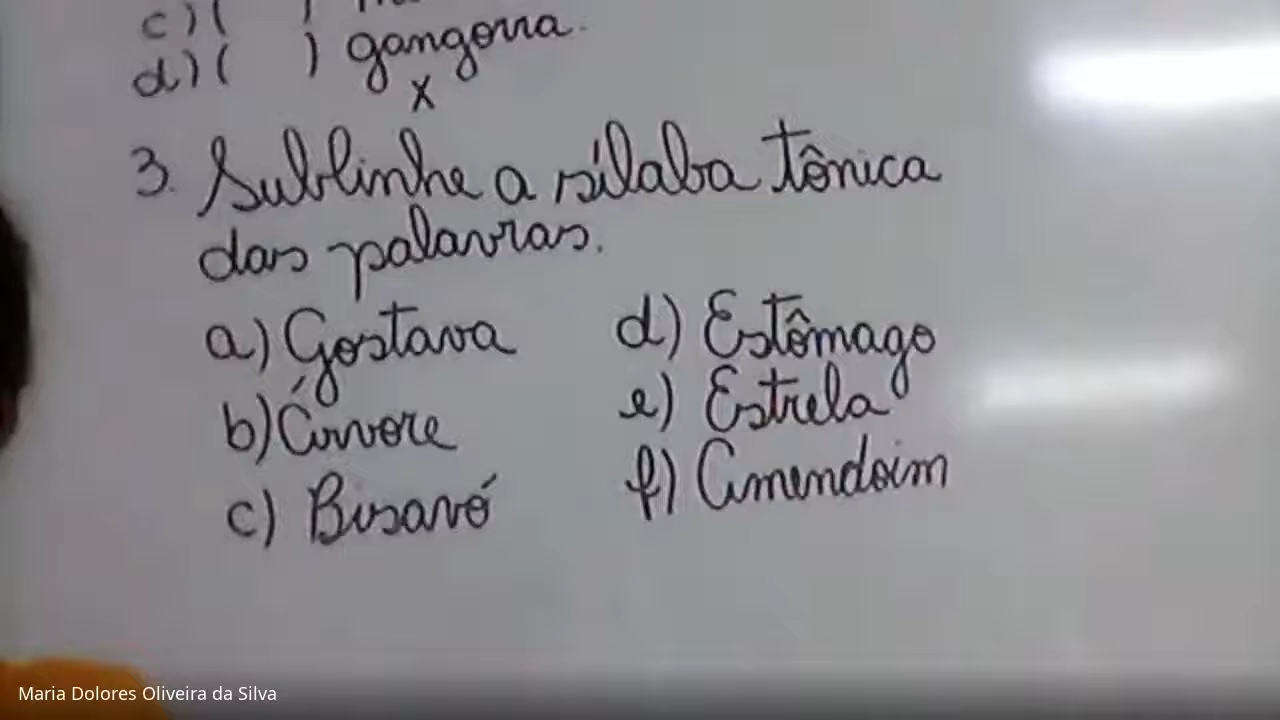 c) ( )
d) ( ) gangorra.
x
3. Sublinhe a sílaba tônica
das palavras.
a) Gostava d) Estômago
b) Árvore e) Estrela
c) Bisavó f) Amendoim
Maria Dolores Oliveira da Silva